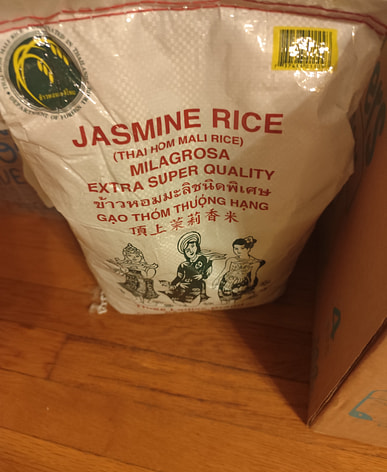 JASMINE RICE
(THAI HOM MALI RICE)
MILAGROSA
EXTRA SUPER QUALITY
ข้าวหอมมะลิชนิดพิเศษ
GẠO THƠM THƯỢNG HẠNG
頂上茉莉香米